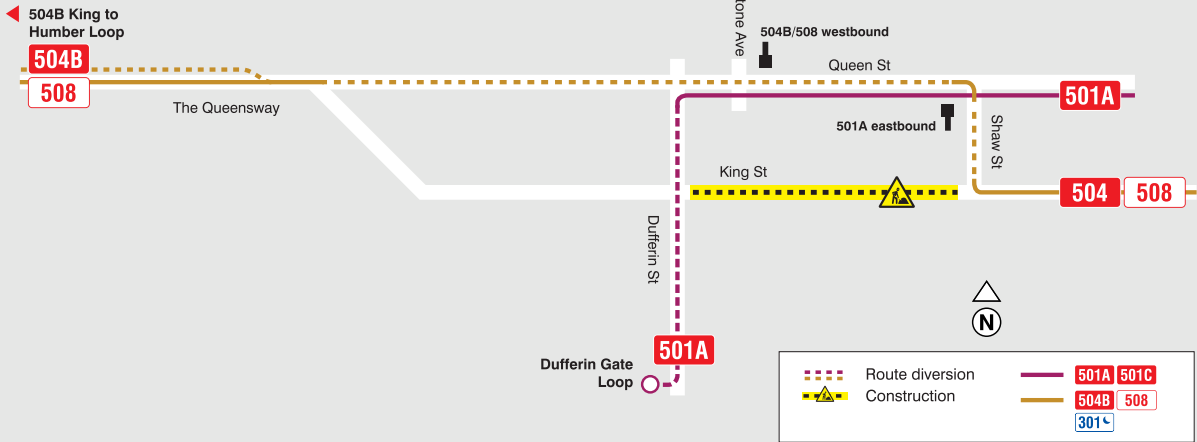 504B King to
Humber Loop
504B
508
The Queensway
tone Ave
504B/508 westbound
Queen St
501A
501A eastbound
Shaw St
King St
504
508
Dufferin St
501A
Dufferin Gate
Loop
N
Route diversion
Construction
501A 501C
504B 508
301